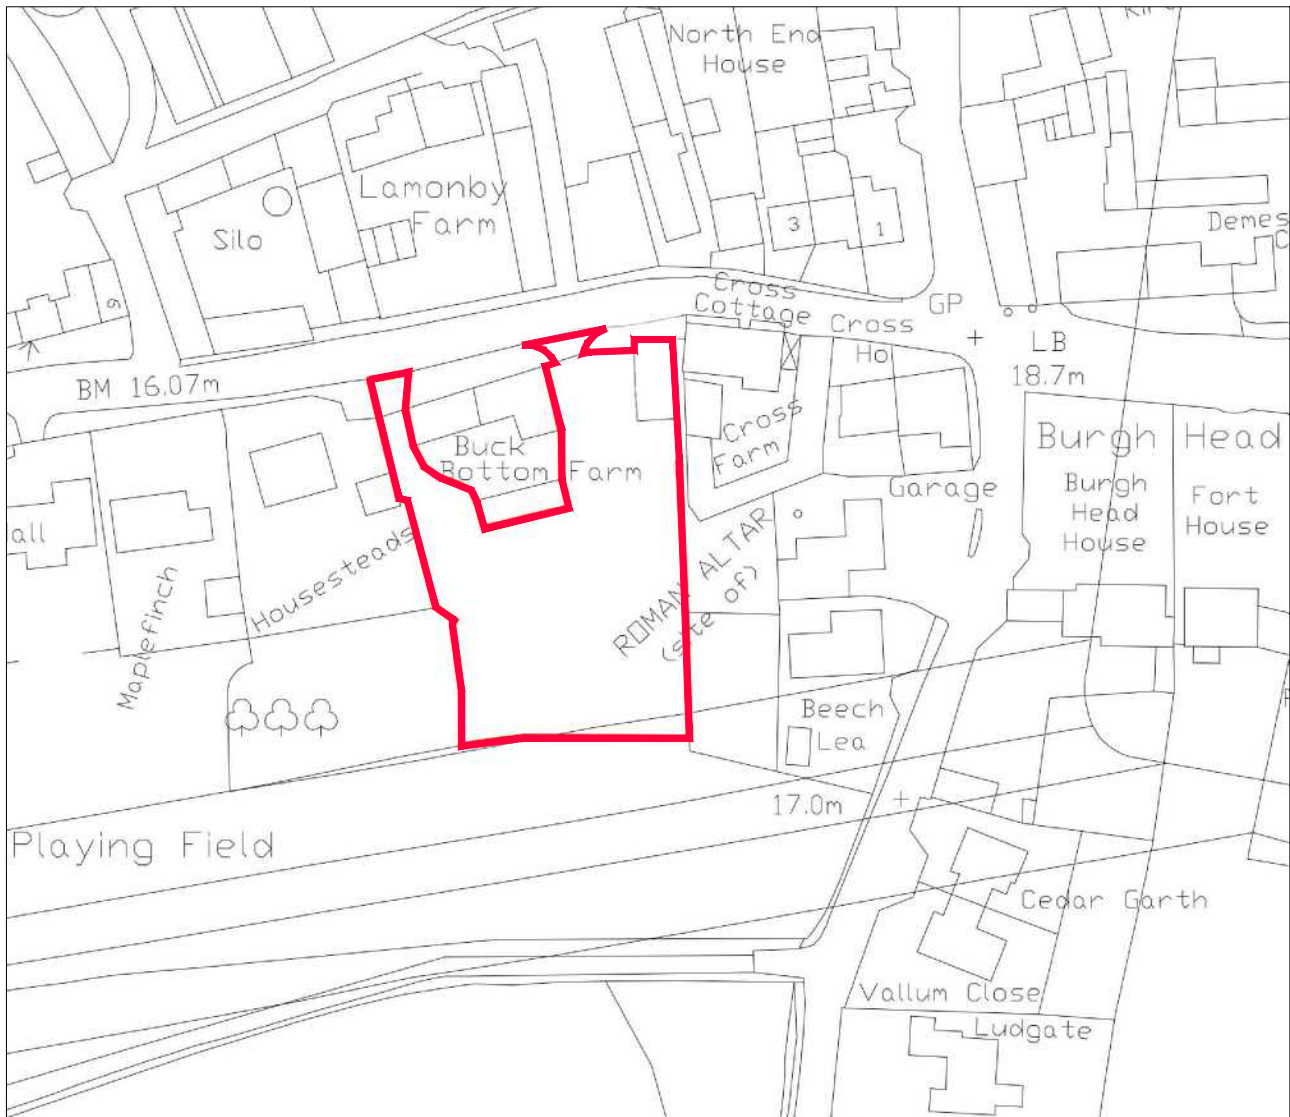 North End
House
Lamonby
Farm
Silo
3
1
Demes
Cross
Cottage
GP
Cross
Ho
LB
18.7m
9
BM 16.07m
Buck
Bottom Farm
Cross
Farm
Garage
Burgh Head
Burgh
Head
House
Fort
House
all
Maplefinch
Housesteads
ROMAN ALTAR
(site of)
Beech
Lea
17.0m
Playing Field
Cedar Garth
Vallum Close
Ludgate